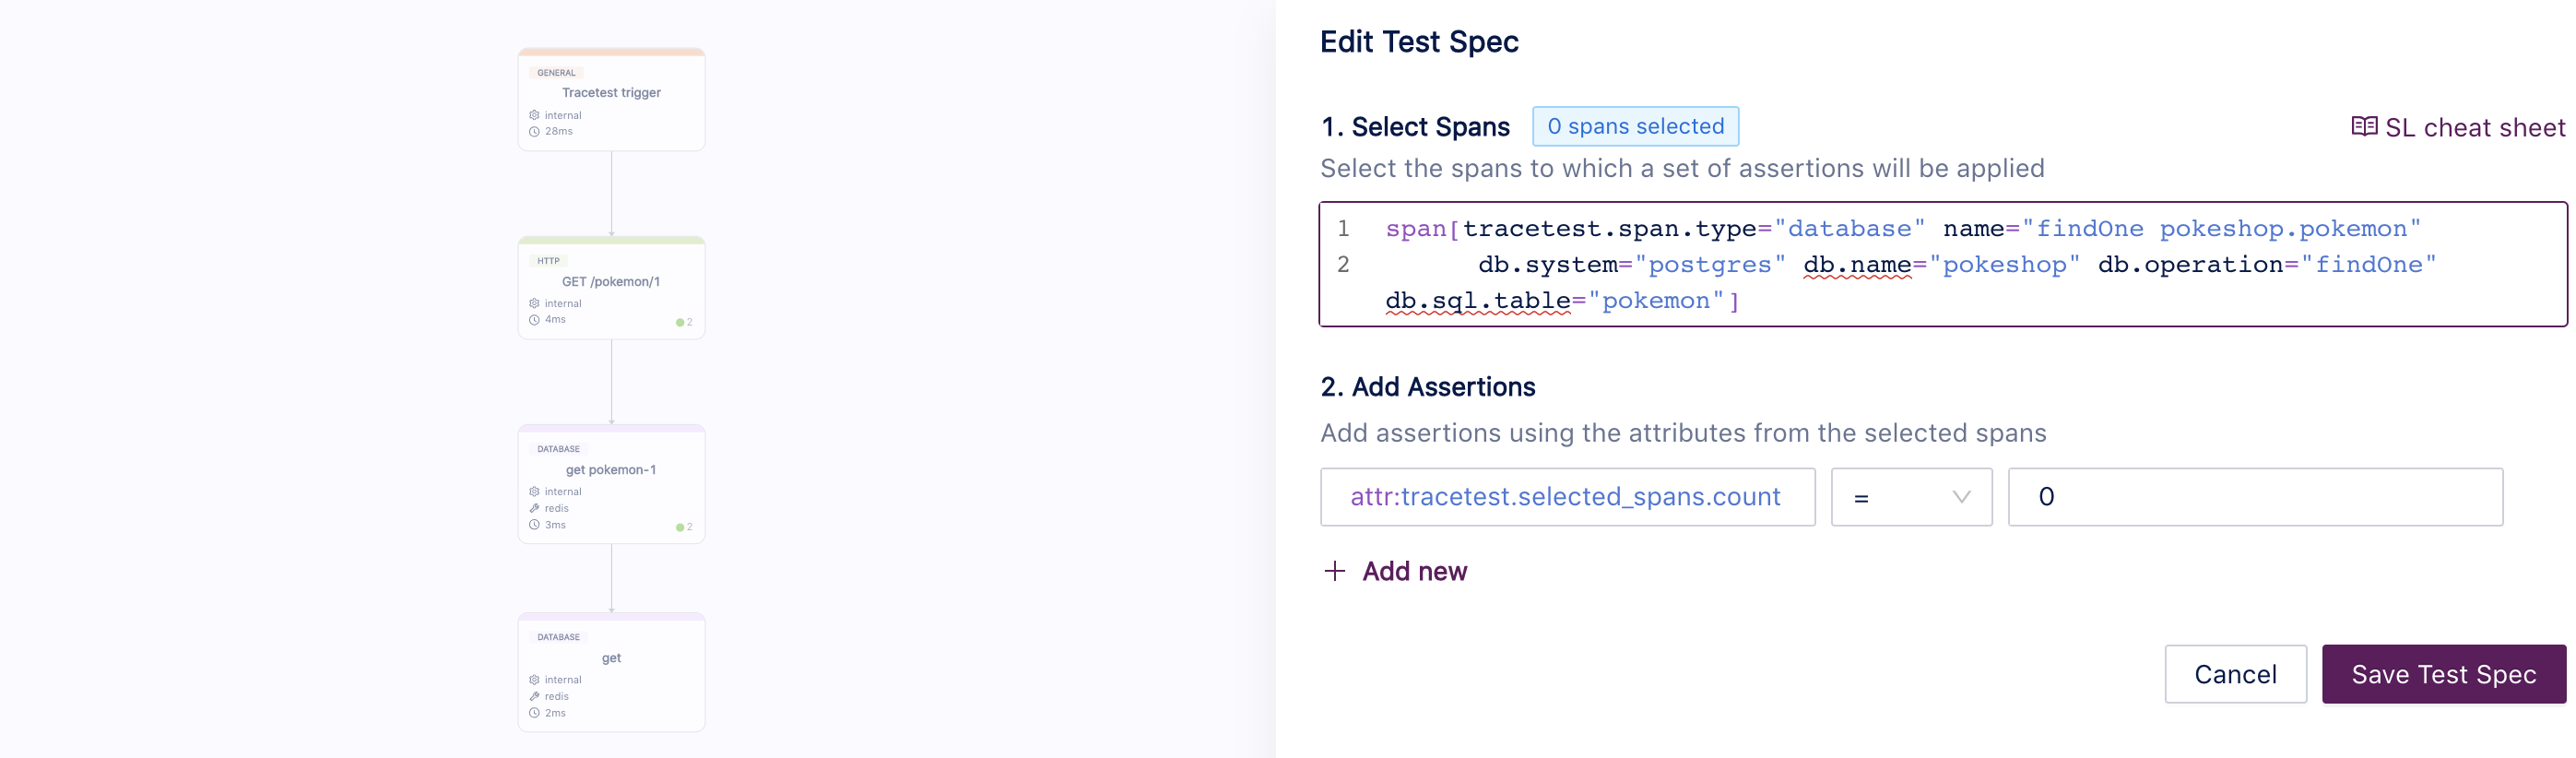 GENERAL
Tracetest trigger
internal
28ms
HTTP
GET /pokemon/1
internal
4ms
2
DATABASE
get pokemon-1
internal
redis
3ms
2
DATABASE
get
internal
redis
2ms
Edit Test Spec
1. Select Spans
0 spans selected
SL cheat sheet
Select the spans to which a set of assertions will be applied
1 span[tracetest.span.type="database" name="findOne pokeshop.pokemon"
2 db.system="postgres" db.name="pokeshop" db.operation="findOne"
db.sql.table="pokemon"]
2. Add Assertions
Add assertions using the attributes from the selected spans
attr:tracetest.selected_spans.count = 0
+ Add new
Cancel
Save Test Spec